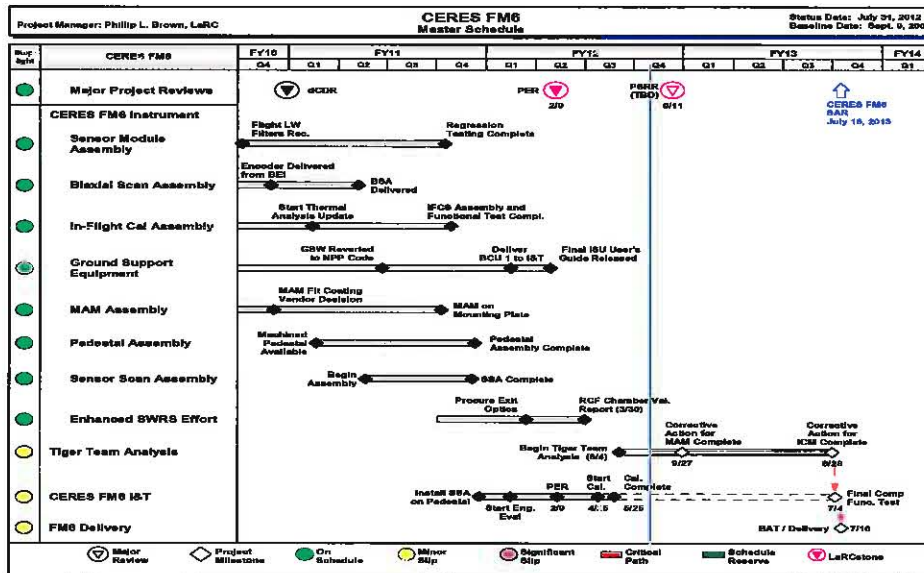 Project Manager: Phillip L. Brown, LaRC
CERES FM6
Master Schedule
Status Date: July 31, 2012
Baseline Date: Sept. 9,
CERES FM6
FY10
FY11
FY12
FY13
FY14
Q4
Q1
Q2
Q3
Q4
Q1
Q2
Q3
Q4
Q1
Q2
Q3
Q4
Q1
Major Project Reviews
dCDR
PER
2/9
PSRR
(TBD)
CERES FM6
SAR
July 15, 2013
CERES FM6 Instrument
Sensor Module
Assembly
Flight LW
Filters Rec.
Regression
Testing Complete
Biaxial Scan Assembly
Encoder Delivered
from BEI
BSA
Delivered
In-Flight Cal Assembly
Start Thermal
Analysis Update
IFCS Assembly and
Functional Test Compl.
Ground Support
Equipment
GSW Reverted
to NPP Code
Deliver
BCU 1 to I&T
Final ISU User's
Guide Released
MAM Assembly
MAM Flt Coating
Vendor Decision
MAM on
Mounting Plate
Pedestal Assembly
Machined
Pedestal
Available
Pedestal
Assembly Complete
Sensor Scan Assembly
Begin
Assembly
SSA Complete
Enhanced SWRS Effort
Procure Exit
Optics
RCF Chamber Val.
Report (3/30)
Tiger Team Analysis
Begin Tiger Team
Analysis
Corrective
Action for
MAM Complete
9/27
Corrective
Action for
ICM Complete
6/28
CERES FM6 I&T
Install SSA
on Pedestal
Start Eng.
Eval
PER
2/9
Start
Cal.
Cal.
Complete
5/25
Final Comp
Func. Test
7/4
FM6 Delivery
BAT / Delivery
7/16
Major
Review
Project
Milestone
On
Schedule
Minor
Slip
Significant
Slip
Critical
Path
Schedule
Reserve
LaRCstone